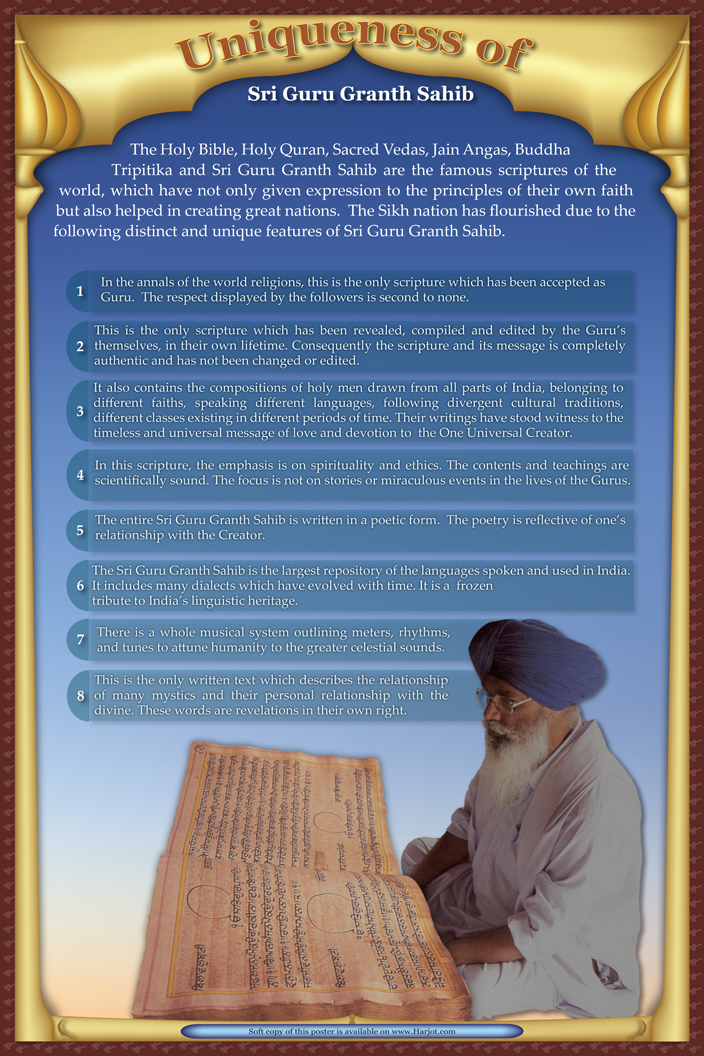 Uniqueness of
Sri Guru Granth Sahib
The Holy Bible, Holy Quran, Sacred Vedas, Jain Angas, Buddha
Tripitika and Sri Guru Granth Sahib are the famous scriptures of the
world, which have not only given expression to the principles of their own faith
but also helped in creating great nations. The Sikh nation has flourished due to the
following distinct and unique features of Sri Guru Granth Sahib.
1
In the annals of the world religions, this is the only scripture which has been accepted as
Guru. The respect displayed by the followers is second to none.
2
This is the only scripture which has been revealed, compiled and edited by the Guru's
themselves, in their own lifetime. Consequently the scripture and its message is completely
authentic and has not been changed or edited.
3
It also contains the compositions of holy men drawn from all parts of India, belonging to
different faiths, speaking different languages, following divergent cultural traditions,
different classes existing in different periods of time. Their writings have stood witness to the
timeless and universal message of love and devotion to the One Universal Creator.
4
In this scripture, the emphasis is on spirituality and ethics. The contents and teachings are
scientifically sound. The focus is not on stories or miraculous events in the lives of the Gurus.
5
The entire Sri Guru Granth Sahib is written in a poetic form. The poetry is reflective of one's
relationship with the Creator.
6
The Sri Guru Granth Sahib is the largest repository of the languages spoken and used in India.
It includes many dialects which have evolved with time. It is a frozen
tribute to India's linguistic heritage.
7
There is a whole musical system outlining meters, rhythms,
and tunes to attune humanity to the greater celestial sounds.
8
This is the only written text which describes the relationship
of many mystics and their personal relationship with the
divine. These words are revelations in their own right.
Soft copy of this poster is available on www.Harjot.com